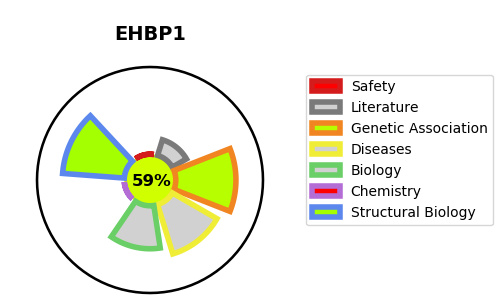 EHBP1
59%
Safety
Literature
Genetic Association
Diseases
Biology
Chemistry
Structural Biology